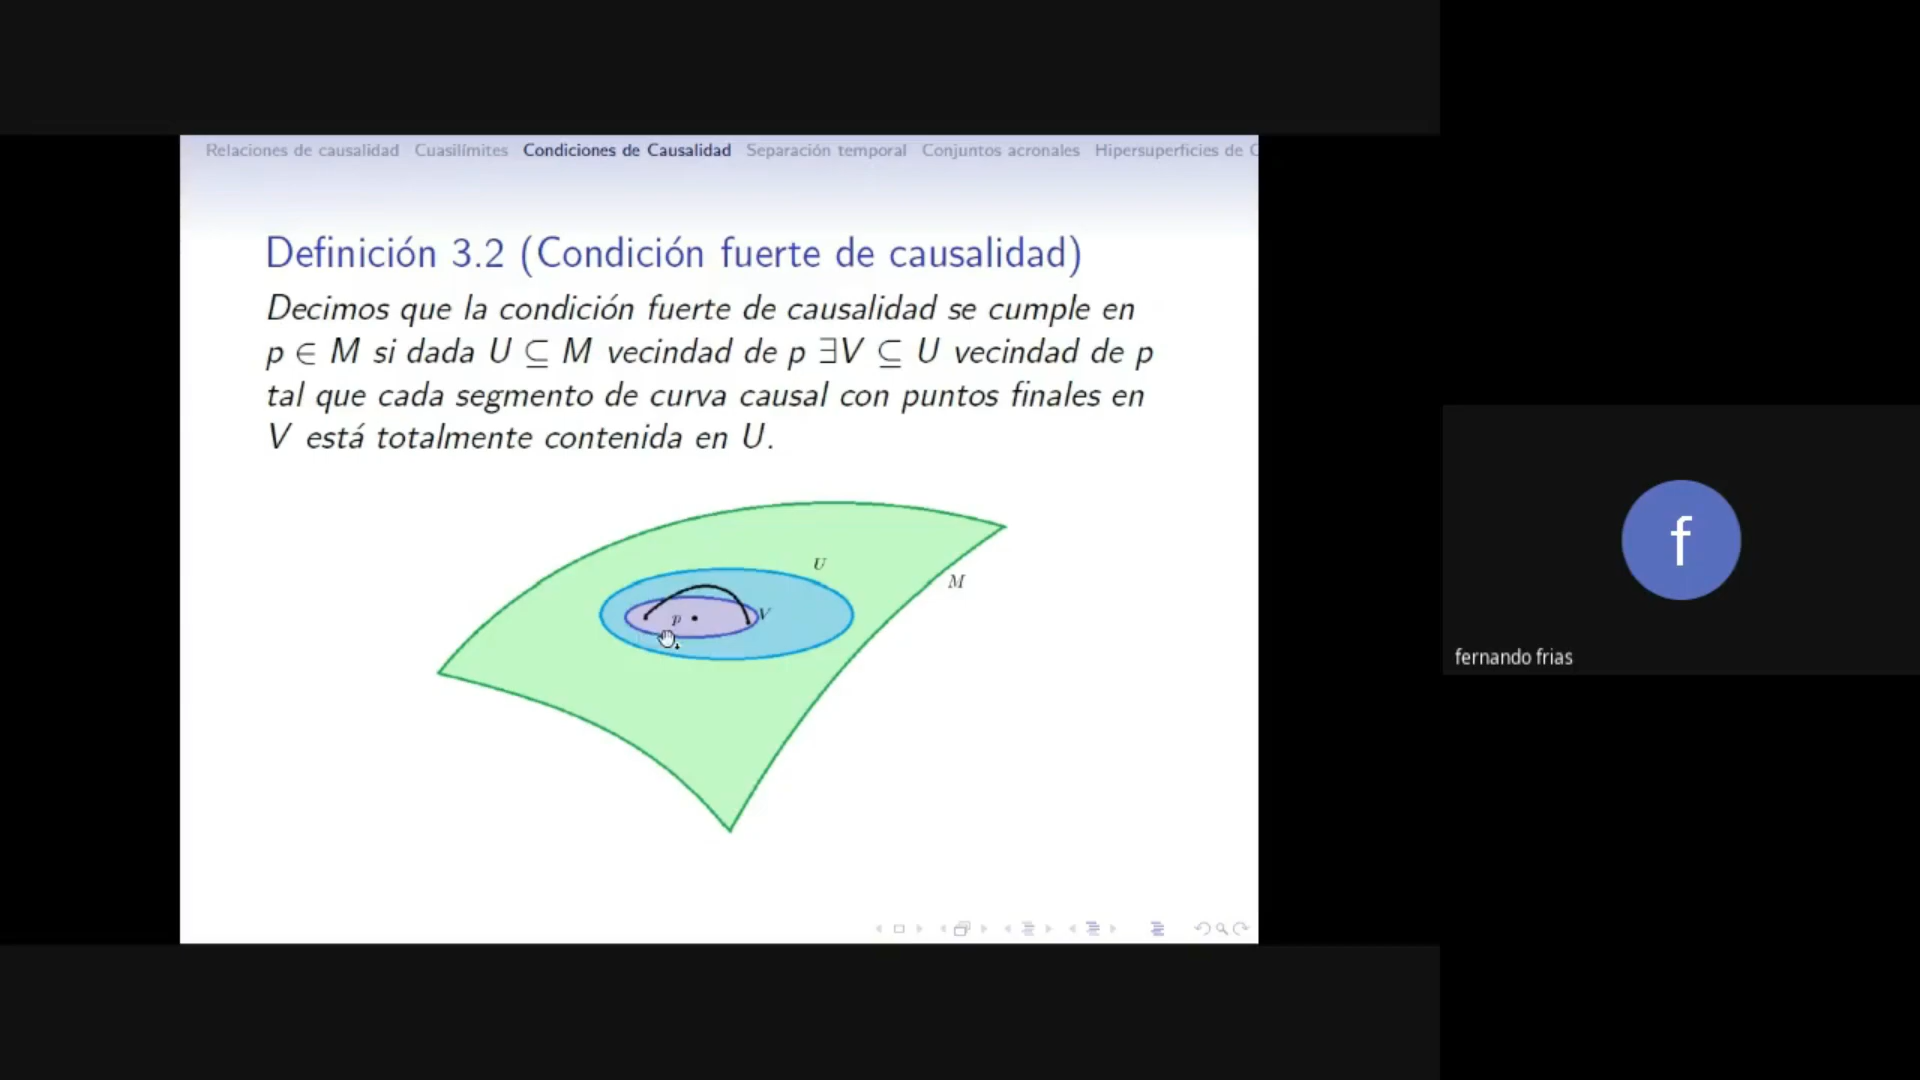 Relaciones de causalidad Cuasilímites Condiciones de Causalidad Separación temporal Conjuntos acronales Hipersuperficies de C
Definición 3.2 (Condición fuerte de causalidad)
Decimos que la condición fuerte de causalidad se cumple en
p ∈ M si dada U ⊆ M vecindad de p ∃V ⊆ U vecindad de p
tal que cada segmento de curva causal con puntos finales en
V está totalmente contenida en U.
U
M
p
V
f
fernando frias